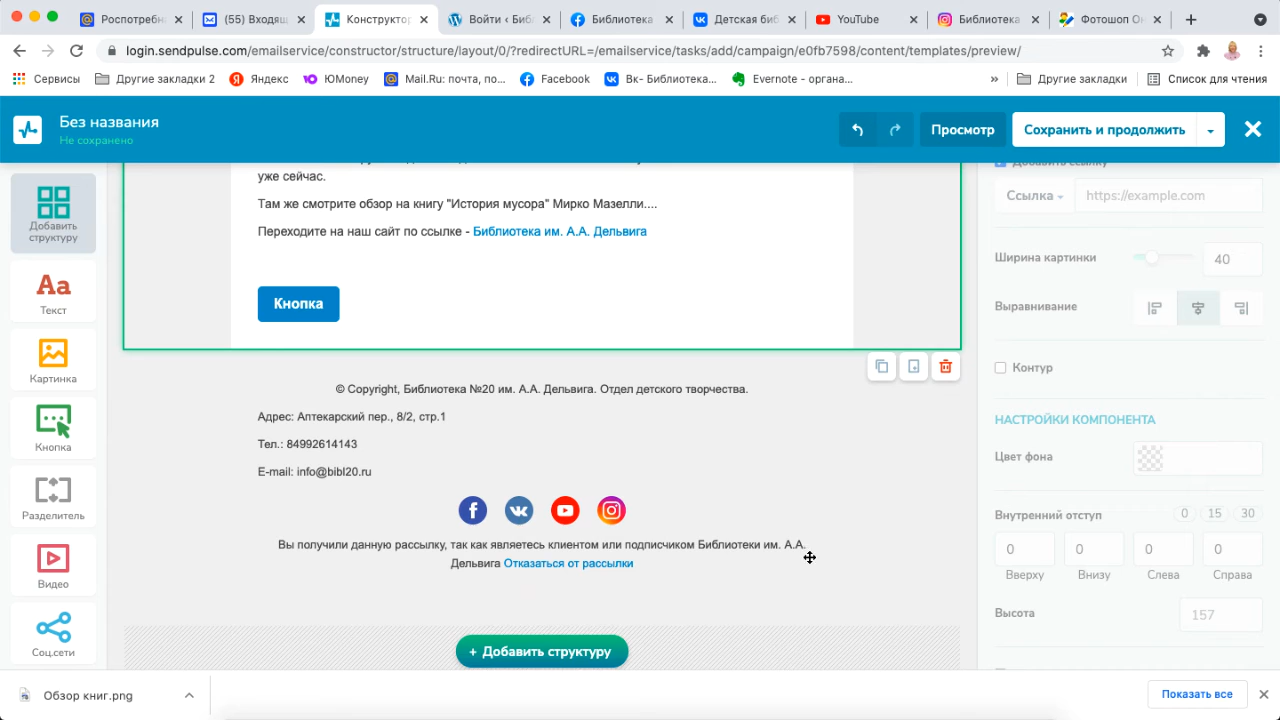 Роспотребн
(55) Входящ
Конструктор
Войти ‹ Библ
Библиотека
Детская биб
YouTube
Библиотека
Фотошоп Он
login.sendpulse.com/emailservice/constructor/structure/layout/0/?redirectURL=/emailservice/tasks/add/campaign/e0fb7598/content/templates/preview/
Сервисы
Другие закладки 2
Яндекс
ЮMoney
Mail.Ru: почта, по...
Facebook
Вк- Библиотека...
Evernote - органа...
»
Другие закладки
Список для чтения
Без названия
Не сохранено
Просмотр
Сохранить и продолжить
Добавить структуру
Aa
Текст
Картинка
Кнопка
Разделитель
Видео
Соц.сети
уже сейчас.
Там же смотрите обзор на книгу "История мусора" Мирко Мазелли....
Переходите на наш сайт по ссылке - Библиотека им. А.А. Дельвига
Кнопка
© Copyright, Библиотека №20 им. А.А. Дельвига. Отдел детского творчества.
Адрес: Аптекарский пер., 8/2, стр.1
Тел.: 84992614143
E-mail: info@bibl20.ru
Вы получили данную рассылку, так как являетесь клиентом или подписчиком Библиотеки им. А.А.
Дельвига Отказаться от рассылки
+ Добавить структуру
Добавить ссылку
Ссылка
https://example.com
Ширина картинки
40
Выравнивание
Контур
НАСТРОЙКИ КОМПОНЕНТА
Цвет фона
Внутренний отступ
0 15 30
0 0 0 0
Вверху Внизу Слева Справа
Высота
157
Обзор книг.png
Показать все